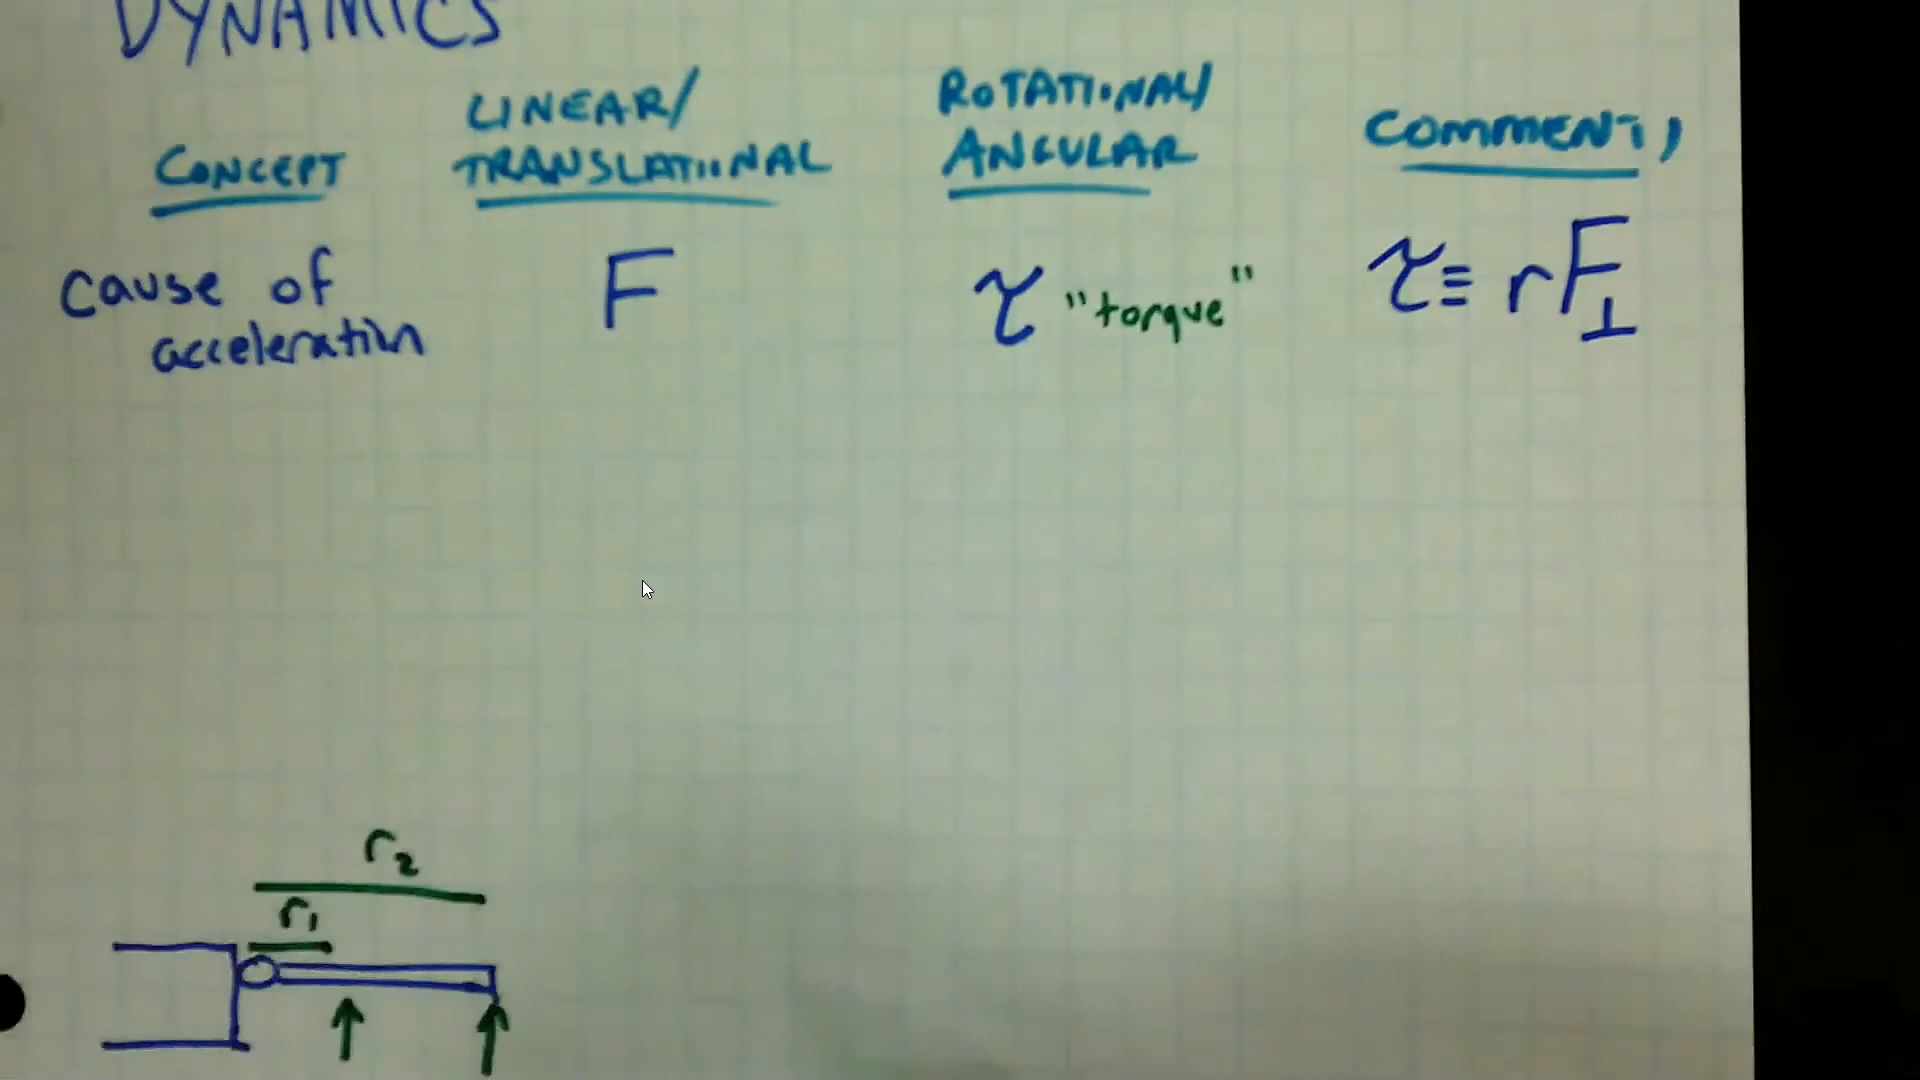 DYNAMICS
CONCEPT
LINEAR/
TRANSLATIONAL
ROTATIONAL/
ANGULAR
COMMENTS
cause of
acceleration
F
τ "torque"
τ ≡ rF⊥
r₂
r₁